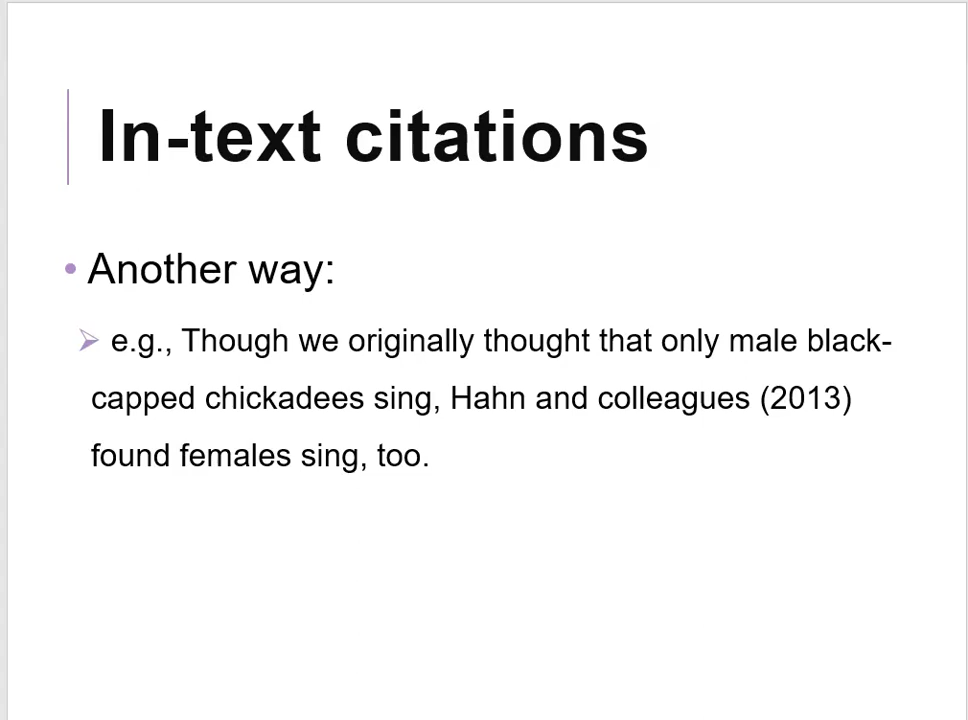 In-text citations
• Another way:
➢ e.g., Though we originally thought that only male black-
capped chickadees sing, Hahn and colleagues (2013)
found females sing, too.